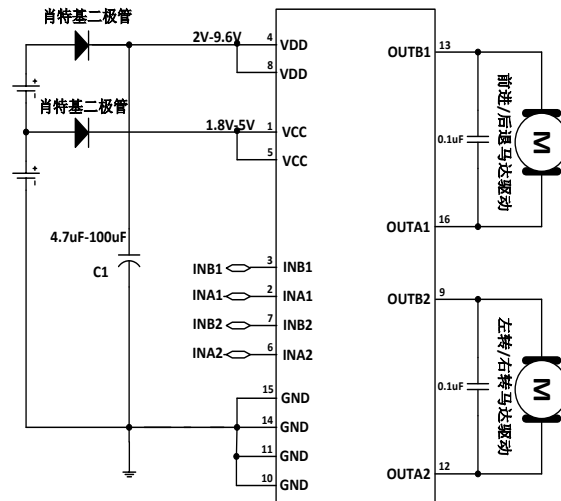 肖特基二极管
2V-9.6V
4
VDD
8
VDD
OUTB1
13
肖特基二极管
1.8V-5V
1
VCC
5
VCC
0.1uF
M
前进/后退马达驱动
OUTA1
16
4.7uF-100uF
C1
INB1
3
INB1
INA1
2
INA1
INB2
7
INB2
INA2
6
INA2
OUTB2
9
0.1uF
M
左转/右转马达驱动
OUTA2
12
15
GND
14
GND
11
GND
10
GND